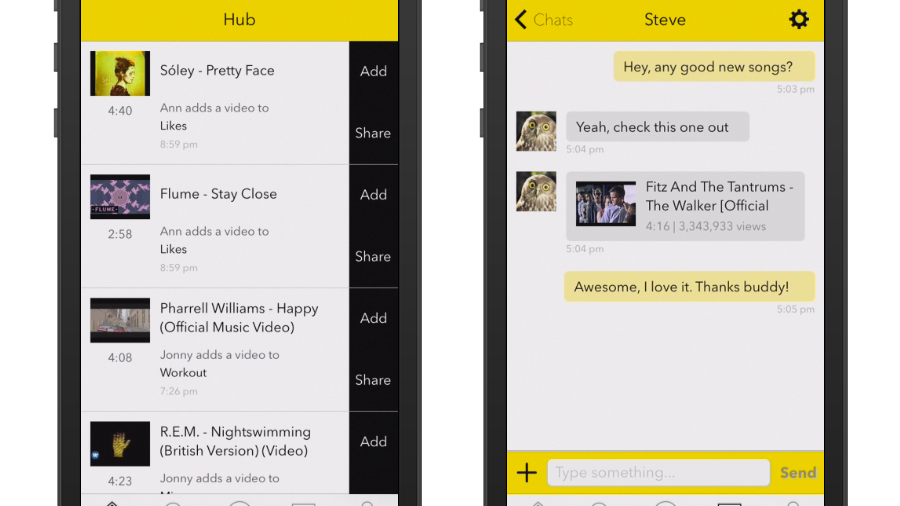 Hub
Sóley - Pretty Face
Add
4:40
Ann adds a video to
Likes
Share
8:59 pm
Flume - Stay Close
Add
-FLUME-
2:58
Ann adds a video to
Likes
Share
8:59 pm
Pharrell Williams - Happy
(Official Music Video)
Add
4:08
Jonny adds a video to
Workout
Share
7:26 pm
R.E.M. - Nightswimming
(British Version) (Video)
Add
4:23
Jonny adds a video to
Chats
Steve
Hey, any good new songs?
5:03 pm
Yeah, check this one out
5:04 pm
Fitz And The Tantrums -
The Walker [Official
4:16 | 3,343,933 views
5:04 pm
Awesome, I love it. Thanks buddy!
5:05 pm
Type something...
Send